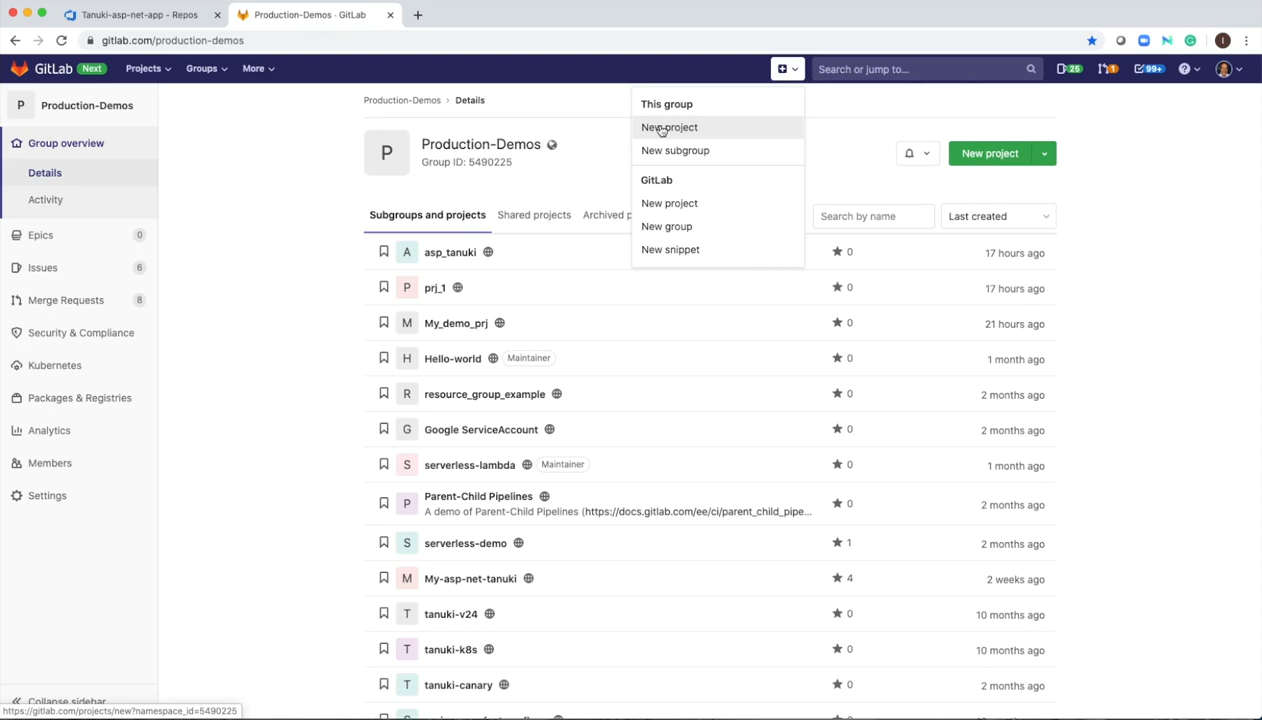 Tanuki-asp-net-app - Repos
Production-Demos · GitLab
gitlab.com/production-demos
I
GitLab Next
Projects
Groups
More
Search or jump to...
25
1
99+
P Production-Demos
Group overview
Details
Activity
Epics 0
Issues 6
Merge Requests 8
Security & Compliance
Kubernetes
Packages & Registries
Analytics
Members
Settings
Collapse sidebar
https://gitlab.com/projects/new?namespace_id=5490225
Production-Demos › Details
P
Production-Demos
Group ID: 5490225
New project
This group
New project
New subgroup
GitLab
New project
New group
New snippet
Subgroups and projects
Shared projects
Archived p
Search by name
Last created
A asp_tanuki 0 17 hours ago
P prj_1 0 17 hours ago
M My_demo_prj 0 21 hours ago
H Hello-world Maintainer 0 1 month ago
R resource_group_example 0 2 months ago
G Google ServiceAccount 0 2 months ago
S serverless-lambda Maintainer 0 1 month ago
P Parent-Child Pipelines 0 2 months ago
A demo of Parent-Child Pipelines (https://docs.gitlab.com/ee/ci/parent_child_pipe...
S serverless-demo 1 2 months ago
M My-asp-net-tanuki 4 2 weeks ago
T tanuki-v24 0 10 months ago
T tanuki-k8s 0 10 months ago
T tanuki-canary 0 2 months ago